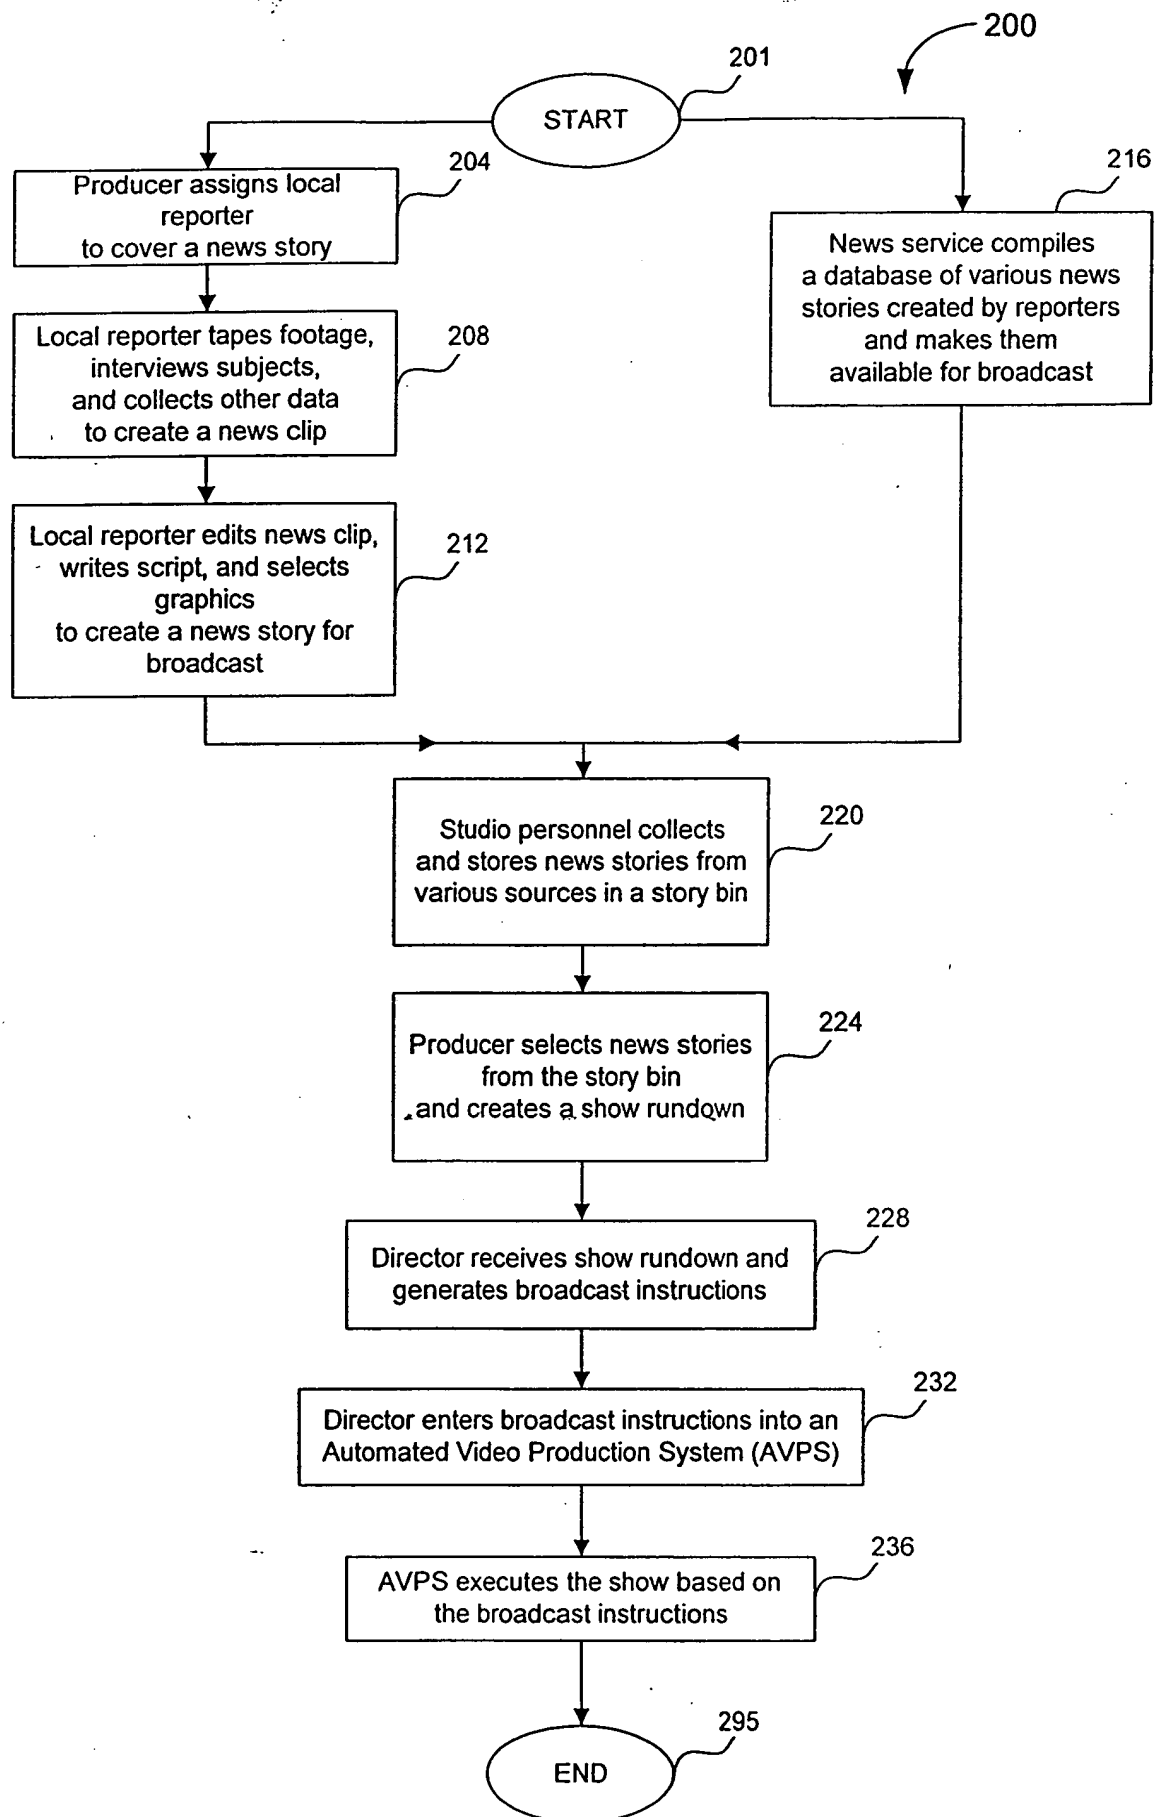 200
201
START
204
Producer assigns local
reporter
to cover a news story
216
News service compiles
a database of various news
stories created by reporters
and makes them
available for broadcast
208
Local reporter tapes footage,
interviews subjects,
and collects other data
to create a news clip
212
Local reporter edits news clip,
writes script, and selects
graphics
to create a news story for
broadcast
220
Studio personnel collects
and stores news stories from
various sources in a story bin
224
Producer selects news stories
from the story bin
and creates a show rundown
228
Director receives show rundown and
generates broadcast instructions
232
Director enters broadcast instructions into an
Automated Video Production System (AVPS)
236
AVPS executes the show based on
the broadcast instructions
295
END